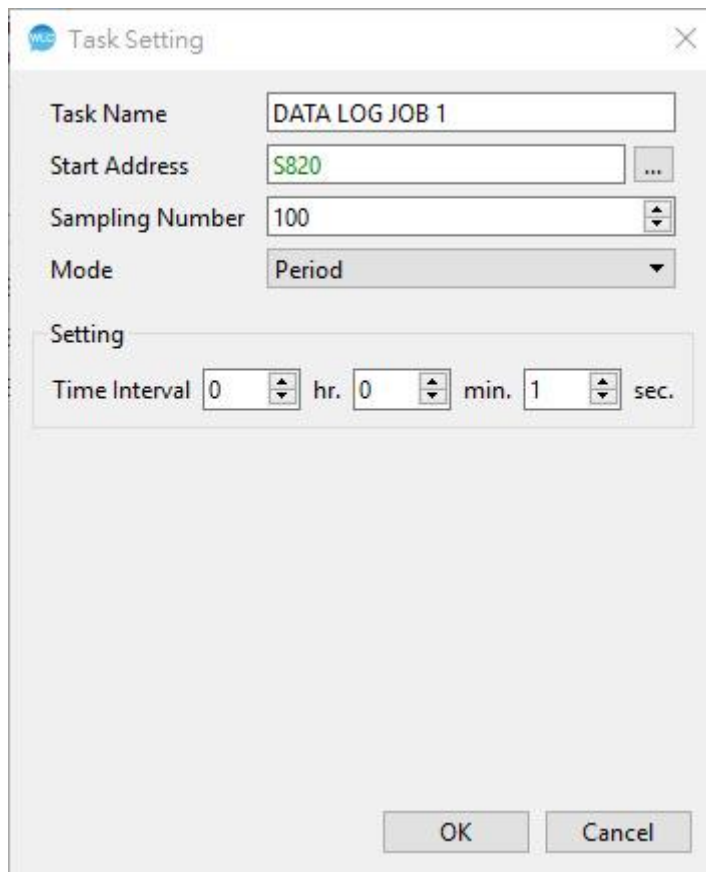 WLC Task Setting
Task Name DATA LOG JOB 1
Start Address S820 ...
Sampling Number 100
Mode Period
Setting
Time Interval 0 hr. 0 min. 1 sec.
OK Cancel